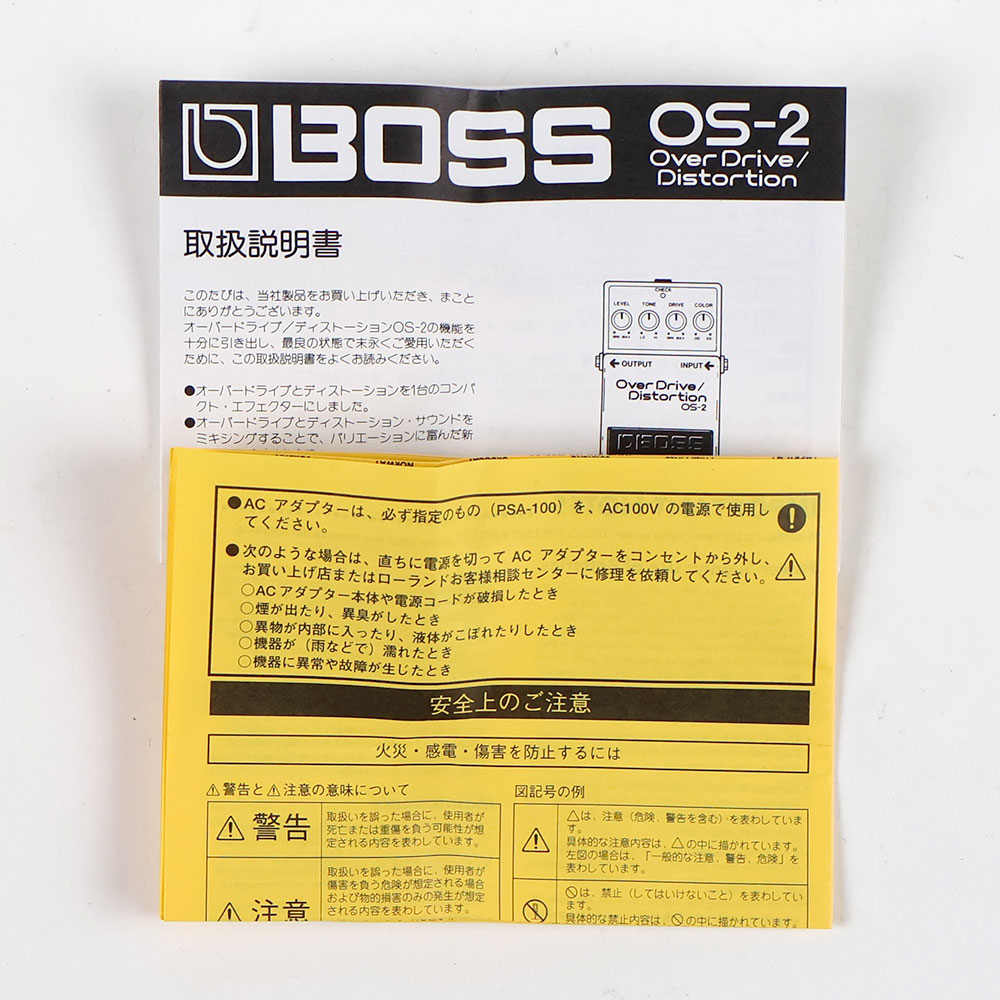 BOSS
OS-2
Over Drive/
Distortion
取扱説明書
このたびは、当社製品をお買い上げいただき、まこと
にありがとうございます。
オーバードライブ/ディストーションOS-2の機能を
十分に引き出し、最良の状態で末永くご愛用いただく
ために、この取扱説明書をよくお読みください。
●オーバードライブとディストーションを1台のコンパ
クト・エフェクターにしました。
●オーバードライブとディストーション・サウンドを
ミキシングすることで、バリエーションに富んだ新
CHECK
LEVEL TONE DRIVE COLOR
MIN MAX LO HI MIN MAX OD DS
←OUTPUT INPUT←
Over Drive/
Distortion
OS-2
BOSS
●AC アダプターは、必ず指定のもの(PSA-100)を、AC100V の電源で使用し
てください。
●次のような場合は、直ちに電源を切って AC アダプターをコンセントから外し、
お買い上げ店またはローランドお客様相談センターに修理を依頼してください。
○AC アダプター本体や電源コードが破損したとき
○煙が出たり、異臭がしたとき
○異物が内部に入ったり、液体がこぼれたりしたとき
○機器が(雨などで)濡れたとき
○機器に異常や故障が生じたとき
安全上のご注意
火災・感電・傷害を防止するには
⚠警告と⚠注意の意味について
⚠警告
取扱いを誤った場合に、使用者が
死亡または重傷を負う可能性が想
定される内容を表わしています。
⚠注意
取扱いを誤った場合に、使用者が
傷害を負う危険が想定される場合
および物的損害のみの発生が想定
される内容を表わしています。
図記号の例
△は、注意(危険、警告を含む)を表わしていま
す。
具体的な注意内容は、△の中に描かれています。
左図の場合は、「一般的な注意、警告、危険」を
表わしています。
🚫は、禁止(してはいけないこと)を表わしてい
ます。
具体的な禁止内容は、🚫の中に描かれています。